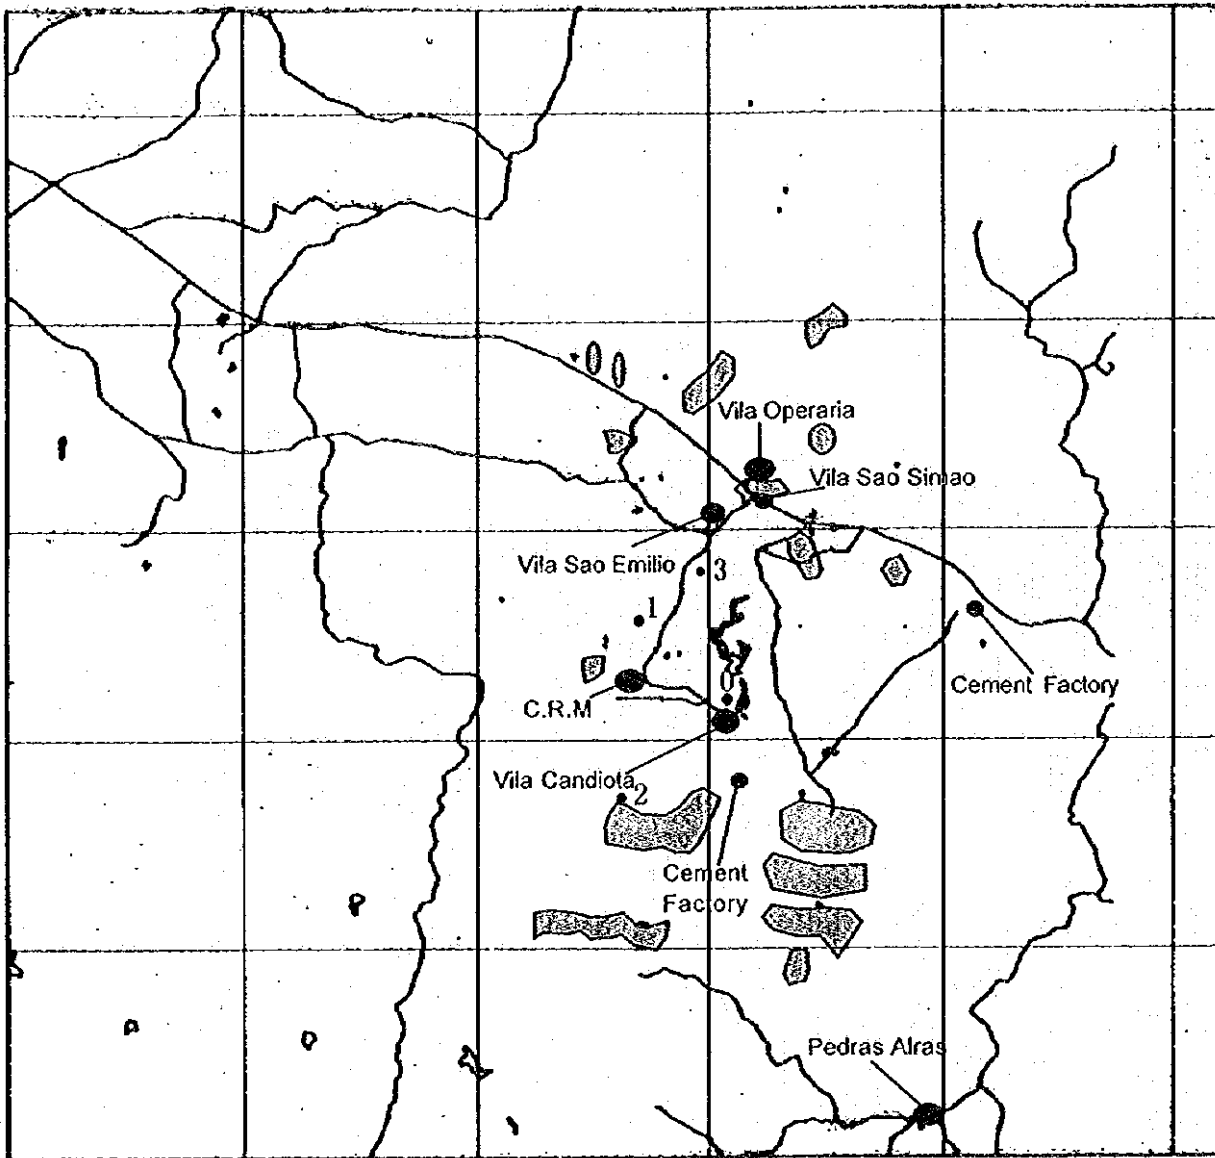 Vila Operaria
Vila Sao Simao
4
Vila Sao Emilio
3
1
0
C.R.M
Cement Factory
Vila Candiota
2
Cement
Factory
Pedras Alras